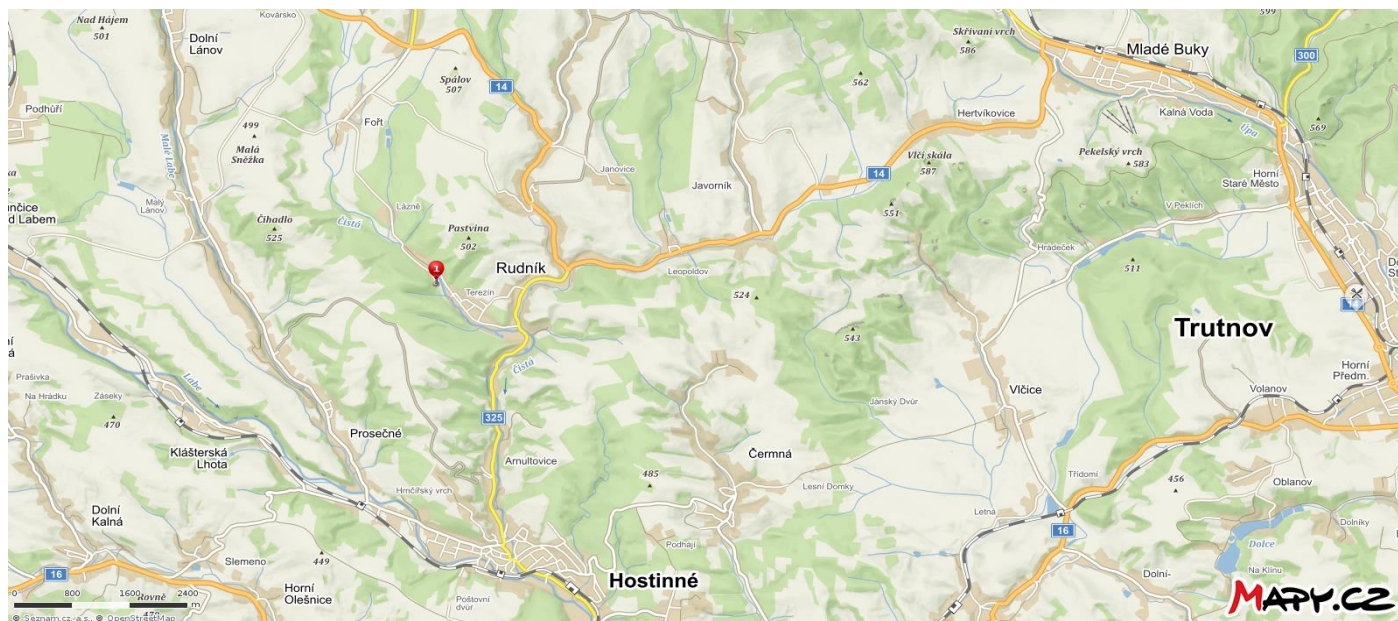 Nad Hájem
501
Dolní
Lánov
Kovársko
Spálov
507
14
Skřivaní vrch
586
599
Mladé Buky
300
562
Podhůří
499
Malá
Sněžka
Malé Labe
Fořt
Hertvíkovice
Kalná Voda
Úpa
569
Vlčí skála
587
14
Pekelský vrch
583
Janovice
Javorník
Horní
Staré Město
Malý
Lánov
Lázně
Čistá
Čihadlo
525
Pastvina
502
551
V Peklích
Hrádeček
1
Rudník
Leopoldov
Terezín
511
524
14
Trutnov
543
Čistá
Horní
Předm.
Prašivka
Na Hrádku
Záseky
470
Labe
325
Vlčice
Volanov
Jánský Dvůr
Prosečné
Klášterská
Lhota
Arnultovice
Čermná
485
Třídomí
456
Oblanov
Hrnčířský vrch
Lesní Domky
Dolní
Kalná
Letná
16
Dolníky
Dolce
Podháji
Slemeno
449
16
Horní
Olešnice
Hostinné
Dolní-
Na Klínu
Rovně
Poštovní
dvůr
0 800 1600 2400 m
© Seznam.cz, a.s., © OpenStreetMap
MAPY.CZ